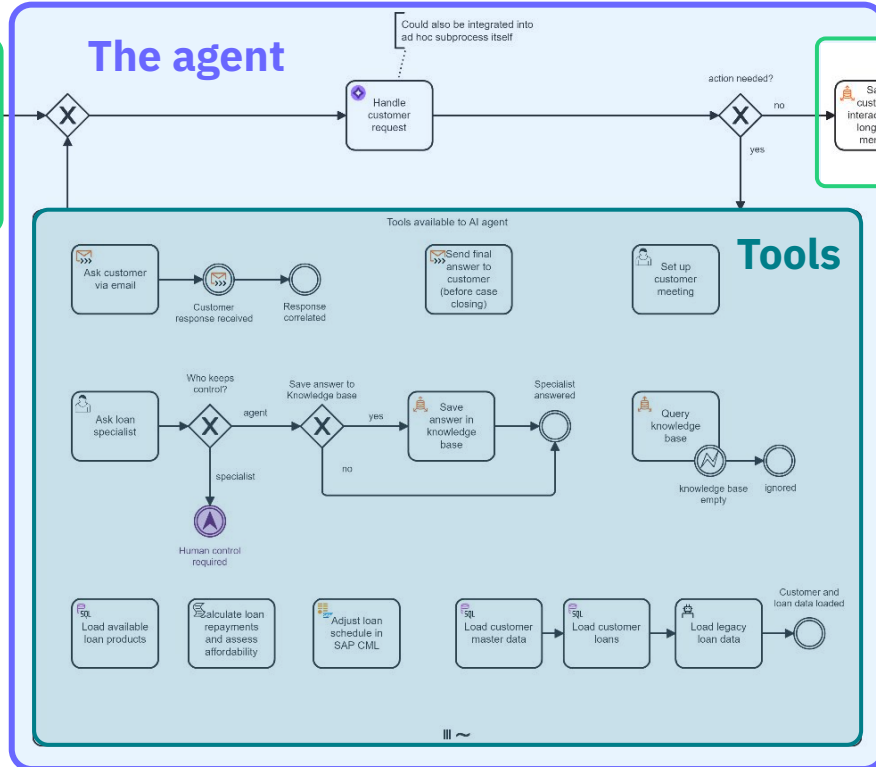 Could also be integrated into
ad hoc subprocess itself
The agent
action needed?
Handle
customer
request
no
yes
custo
intera
long
Tools available to AI agent
Tools
Ask customer
via email
Customer
response received
Response
correlated
Send final
answer to
customer
(before case
closing)
Set up
customer
meeting
Who keeps
control?
Save answer to
Knowledge base
Specialist
answered
Ask loan
specialist
agent
yes
Save
answer in
knowledge
base
no
specialist
Human control
required
Query
knowledge
base
knowledge base
empty
ignored
SQL
Load available
loan products
Calculate loan
repayments
and assess
affordability
Adjust loan
schedule in
SAP CML
SQL
Load customer
master data
SQL
Load customer
loans
Load legacy
loan data
Customer and
loan data loaded